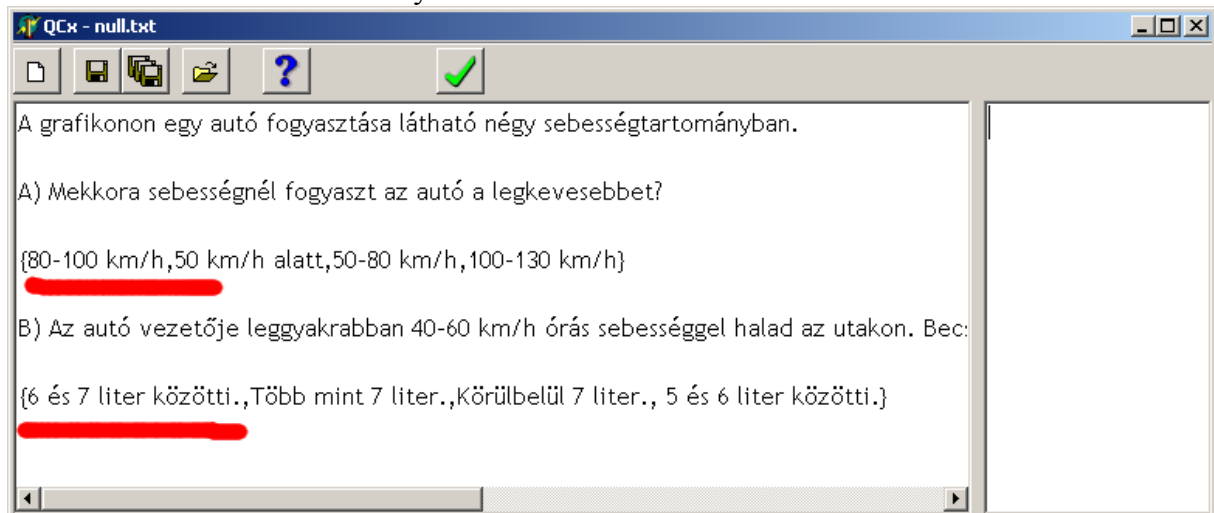 QCx - null.txt
A grafikonon egy autó fogyasztása látható négy sebességtartományban.
A) Mekkora sebességnél fogyaszt az autó a legkevesebbet?
{80-100 km/h,50 km/h alatt,50-80 km/h,100-130 km/h}
B) Az autó vezetője leggyakrabban 40-60 km/h órás sebességgel halad az utakon.
{6 és 7 liter közötti.,Több mint 7 liter.,Körülbelül 7 liter., 5 és 6 liter közötti.}